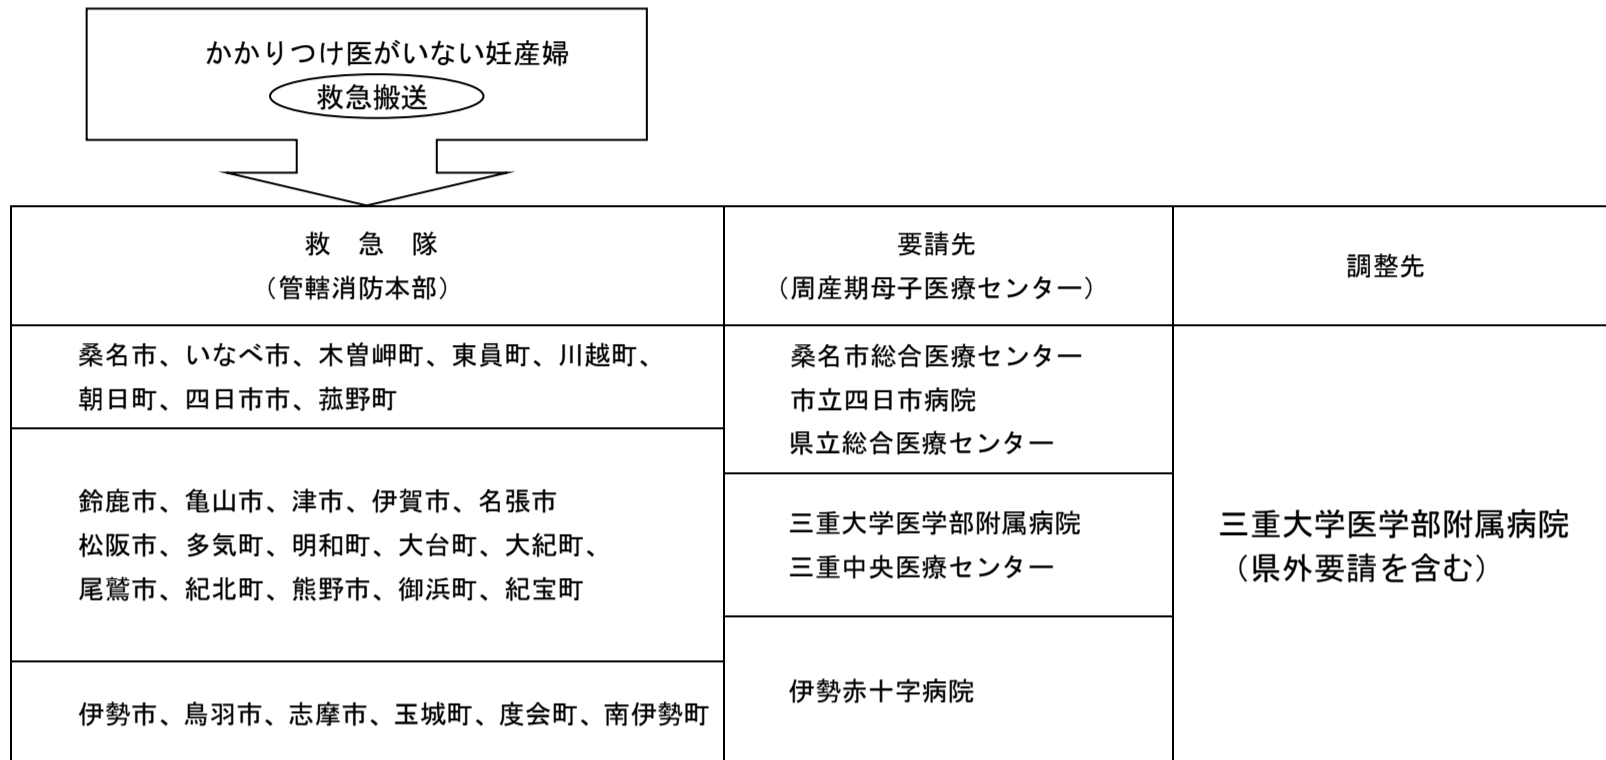 かかりつけ医がいない妊産婦
救急搬送
救　急　隊
（管轄消防本部）
要請先
（周産期母子医療センター）
調整先
桑名市、いなべ市、木曽岬町、東員町、川越町、
朝日町、四日市市、菰野町
桑名市総合医療センター
市立四日市病院
県立総合医療センター
鈴鹿市、亀山市、津市、伊賀市、名張市
松阪市、多気町、明和町、大台町、大紀町、
尾鷲市、紀北町、熊野市、御浜町、紀宝町
三重大学医学部附属病院
三重中央医療センター
伊勢市、鳥羽市、志摩市、玉城町、度会町、南伊勢町
伊勢赤十字病院
三重大学医学部附属病院
（県外要請を含む）